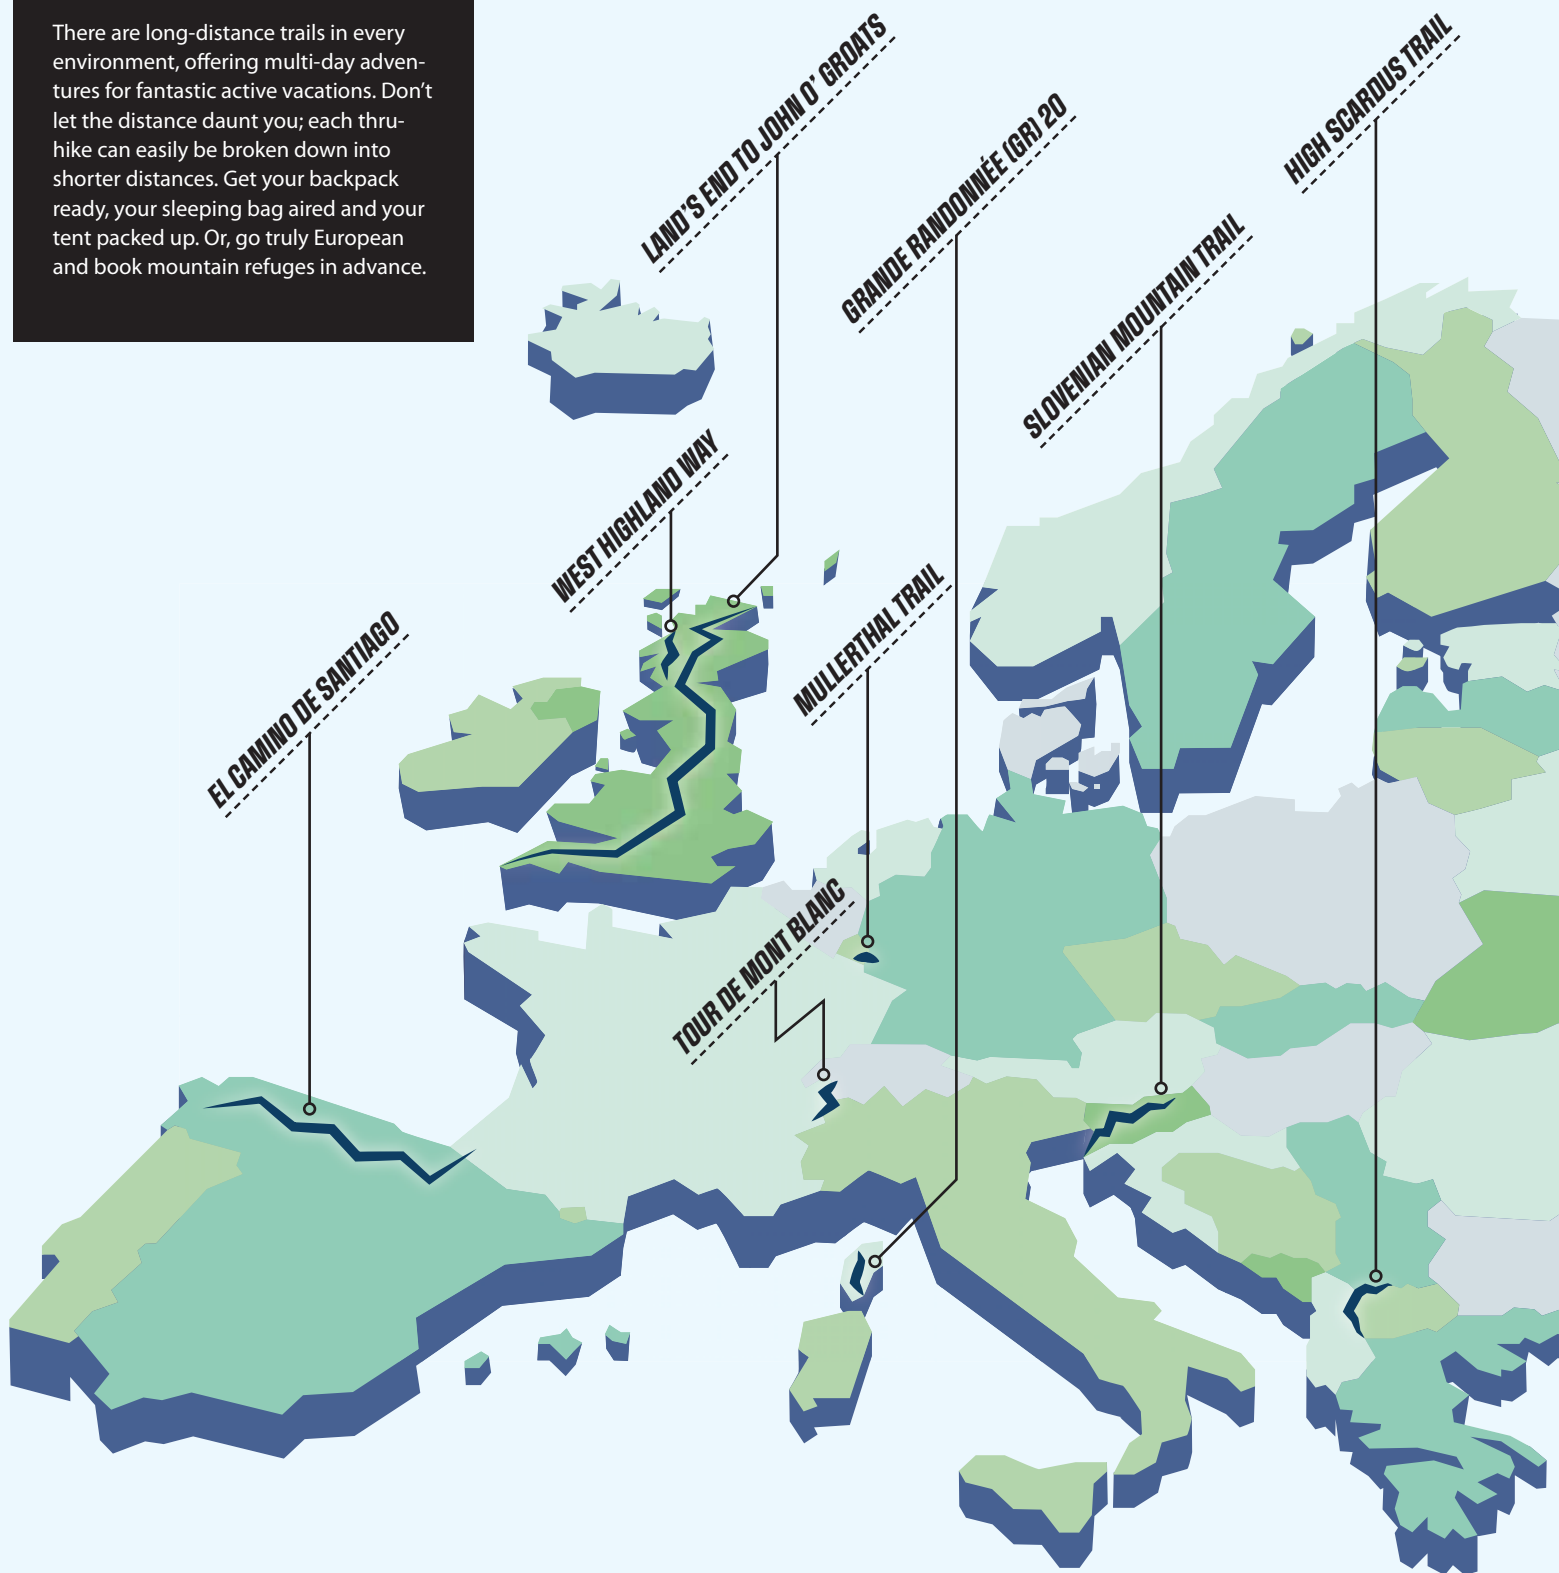 There are long-distance trails in every
environment, offering multi-day adven-
tures for fantastic active vacations. Don’t
let the distance daunt you; each thru-
hike can easily be broken down into
shorter distances. Get your backpack
ready, your sleeping bag aired and your
tent packed up. Or, go truly European
and book mountain refuges in advance.
LAND’S END TO JOHN O’ GROATS
GRANDE RANDONNÉE (GR) 20
HIGH SCARDUS TRAIL
SLOVENIAN MOUNTAIN TRAIL
WEST HIGHLAND WAY
MULLERTHAL TRAIL
EL CAMINO DE SANTIAGO
TOUR DE MONT BLANC